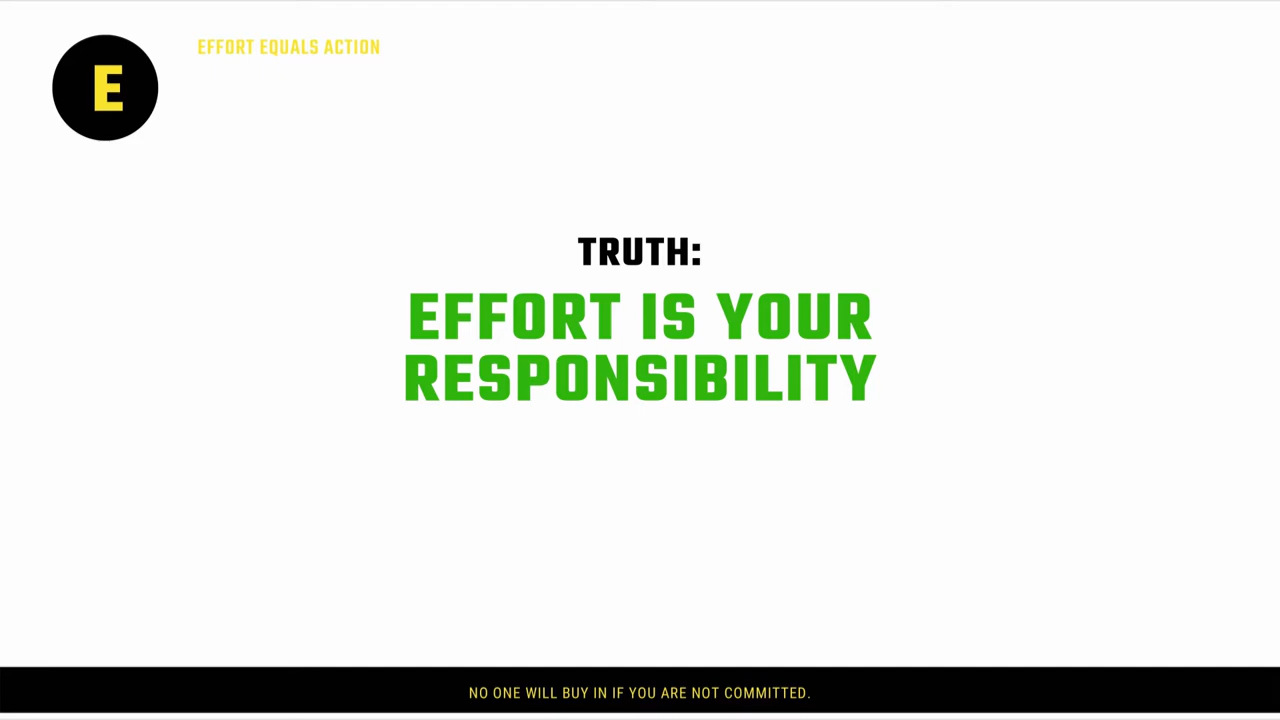 E
EFFORT EQUALS ACTION
TRUTH:
EFFORT IS YOUR
RESPONSIBILITY
NO ONE WILL BUY IN IF YOU ARE NOT COMMITTED.